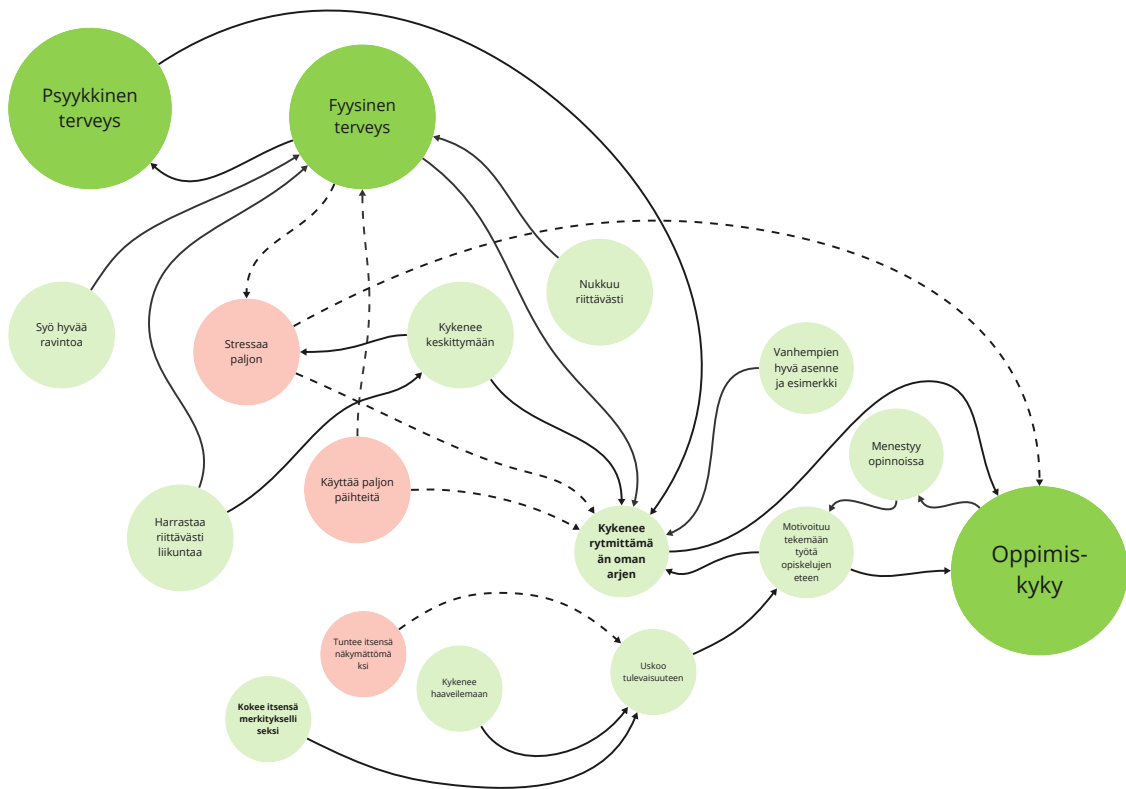 Psyykkinen
terveys
Fyysinen
terveys
Nukkuu
riittävästi
Syö hyvää
ravintoa
Stressaa
paljon
Kykenee
keskittymään
Vanhempien
hyvä asenne
ja esimerkki
Menestyy
opinnoissa
Käyttää paljon
päihteitä
Harrastaa
riittävästi
liikuntaa
Kykenee
rytmittämä
än oman
arjen
Motivoituu
tekemään
työtä
opiskelujen
eteen
Oppimis-
kyky
Tuntee itsensä
näkymättömä
ksi
Kykenee
haaveilemaan
Uskoo
tulevaisuuteen
Kokee itsensä
merkitykselli
seksi